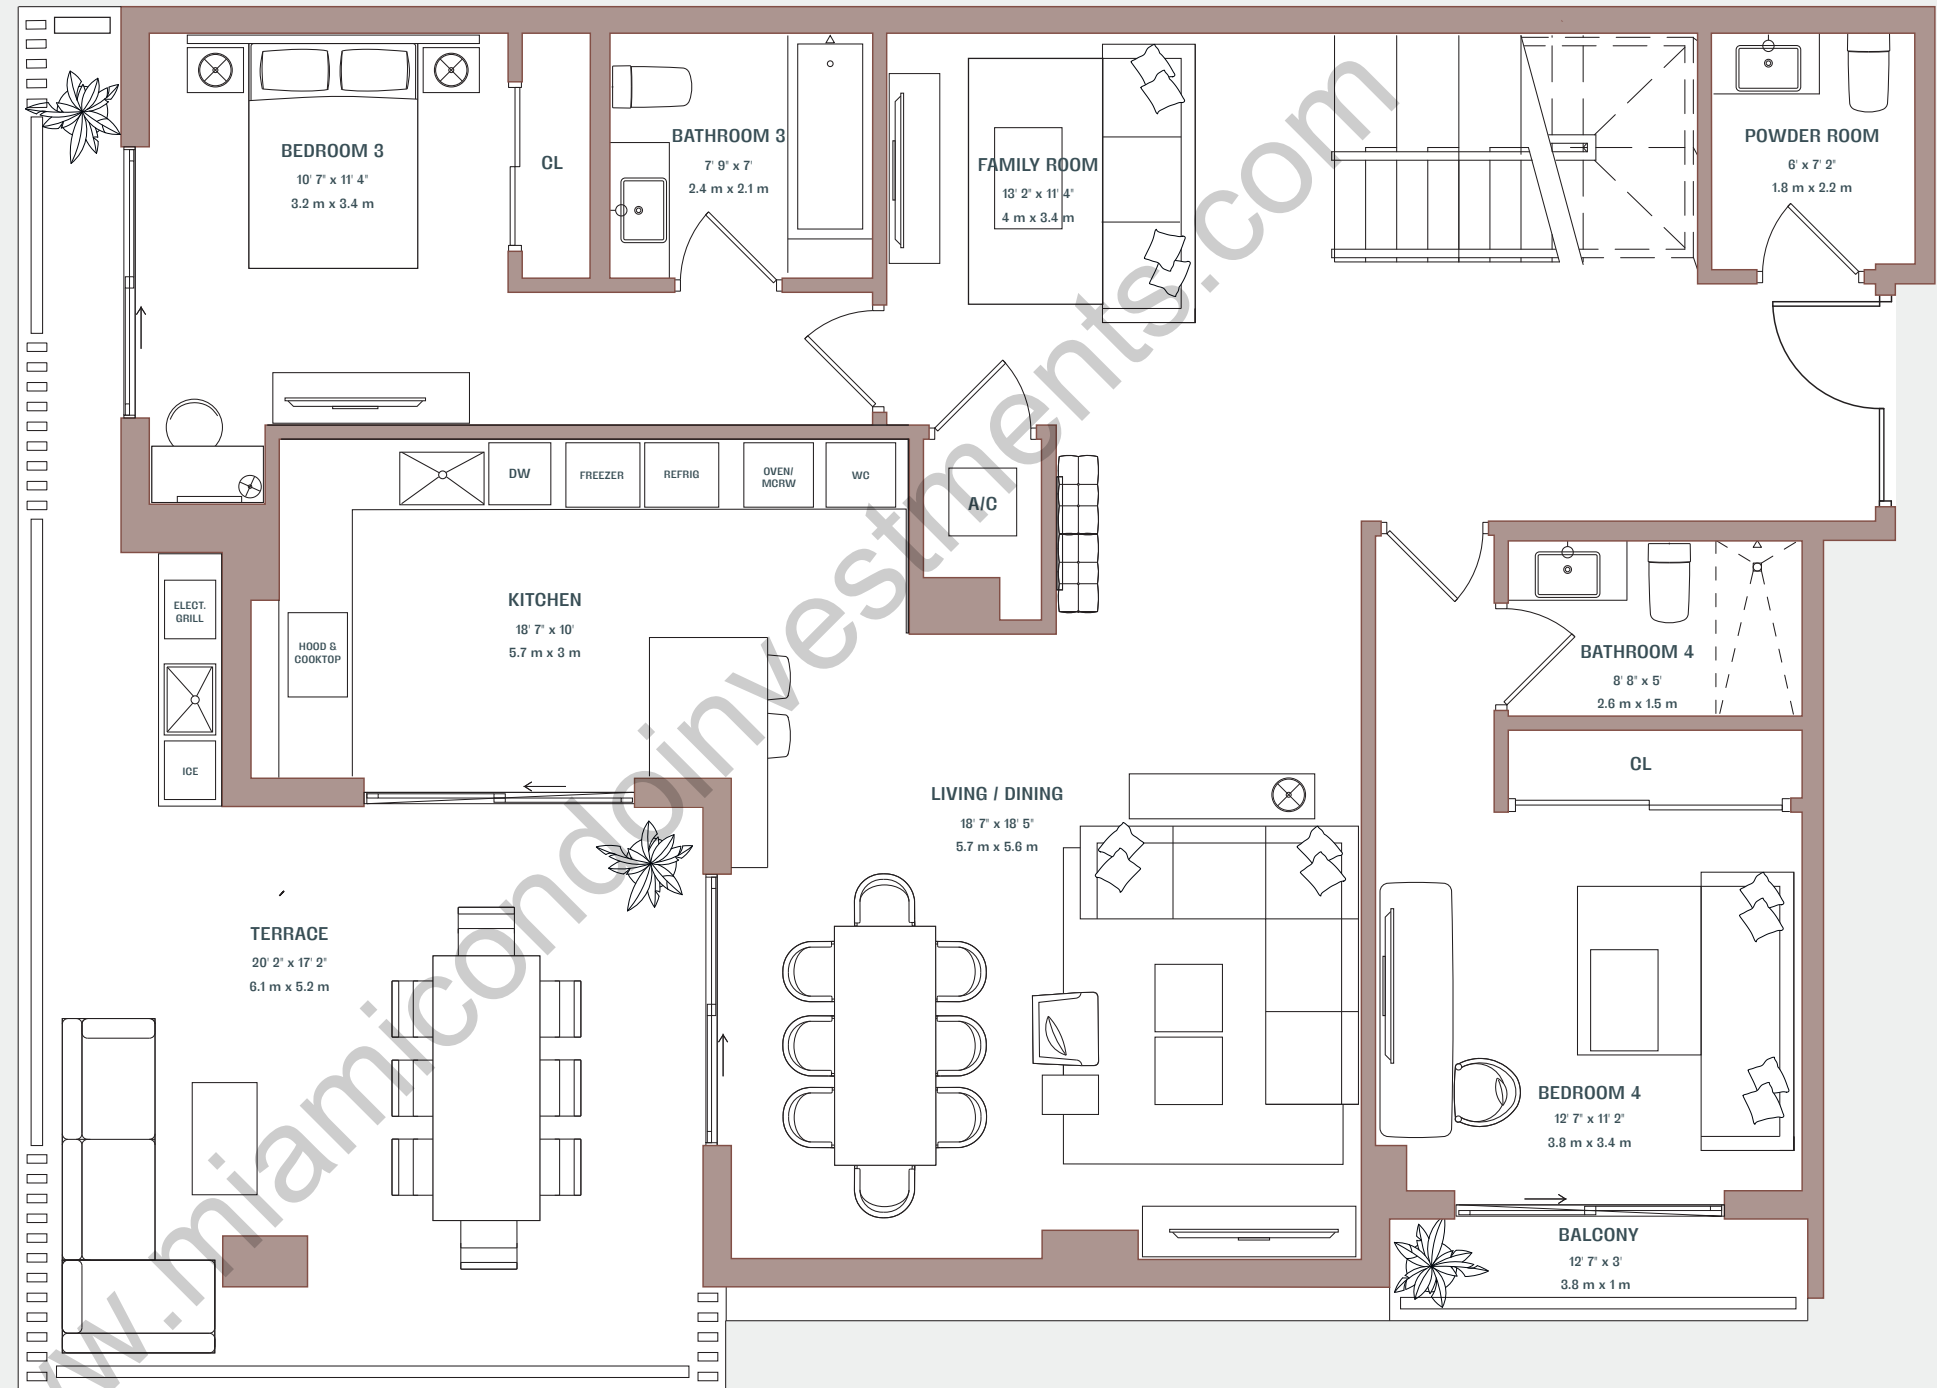 BEDROOM 3
10' 7" x 11' 4"
3.2 m x 3.4 m
CL
BATHROOM 3
7' 9" x 7'
2.4 m x 2.1 m
FAMILY ROOM
13' 2" x 11' 4"
4 m x 3.4 m
POWDER ROOM
6' x 7' 2"
1.8 m x 2.2 m
DW
FREEZER
REFRIG
OVEN/
MCRW
WC
A/C
ELECT.
GRILL
ICE
HOOD &
COOKTOP
KITCHEN
18' 7" x 10'
5.7 m x 3 m
BATHROOM 4
8' 8" x 5'
2.6 m x 1.5 m
CL
LIVING / DINING
18' 7" x 18' 5"
5.7 m x 5.6 m
TERRACE
20' 2" x 17' 2"
6.1 m x 5.2 m
BEDROOM 4
12' 7" x 11' 2"
3.8 m x 3.4 m
BALCONY
12' 7" x 3'
3.8 m x 1 m
w.miamicondoinvestments.com